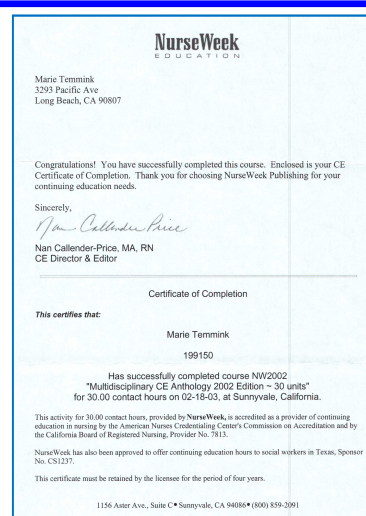 NurseWeek
EDUCATION
Marie Temmink
3293 Pacific Ave
Long Beach, CA 90807
Congratulations! You have successfully completed this course. Enclosed is your CE
Certificate of Completion. Thank you for choosing NurseWeek Publishing for your
continuing education needs.
Sincerely,
Nan Callender Price
Nan Callender-Price, MA, RN
CE Director & Editor
Certificate of Completion
This certifies that:
Marie Temmink
199150
Has successfully completed course NW2002
"Multidisciplinary CE Anthology 2002 Edition ~ 30 units"
for 30.00 contact hours on 02-18-03, at Sunnyvale, California.
This activity for 30.00 contact hours, provided by NurseWeek, is accredited as a provider of continuing
education in nursing by the American Nurses Credentialing Center's Commission on Accreditation and by
the California Board of Registered Nursing, Provider No. 7813.
NurseWeek has also been approved to offer continuing education hours to social workers in Texas, Sponsor
No. CS1237.
This certificate must be retained by the licensee for the period of four years.
1156 Aster Ave., Suite C • Sunnyvale, CA 94086 • (800) 859-2091